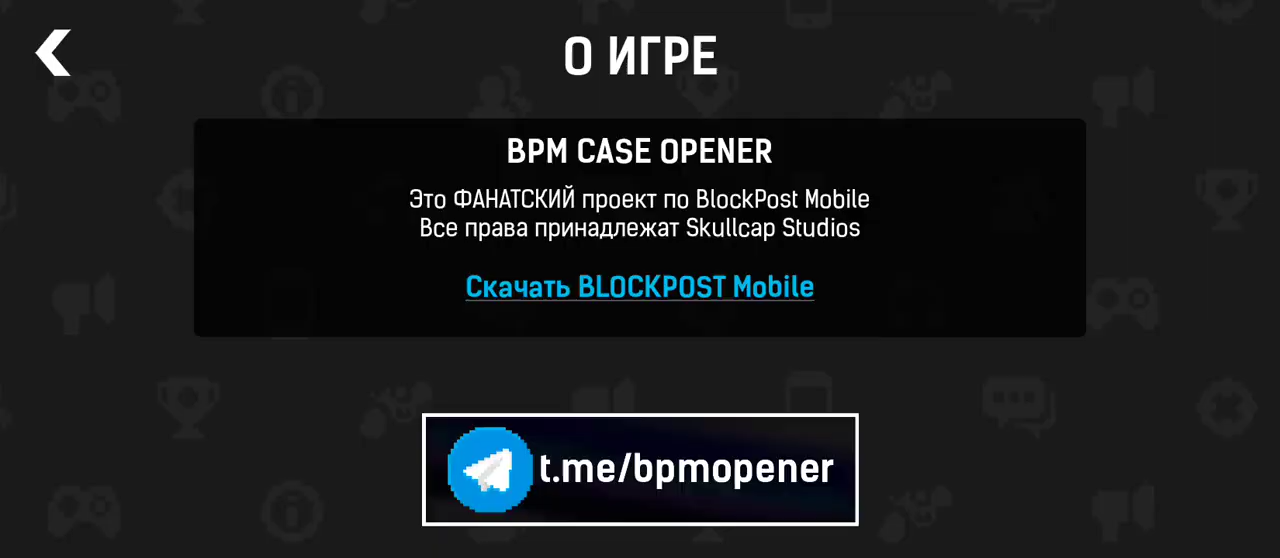 О ИГРЕ
BPM CASE OPENER
Это ФАНАТСКИЙ проект по BlockPost Mobile
Все права принадлежат Skullcap Studios
Скачать BLOCKPOST Mobile
t.me/bpmopener